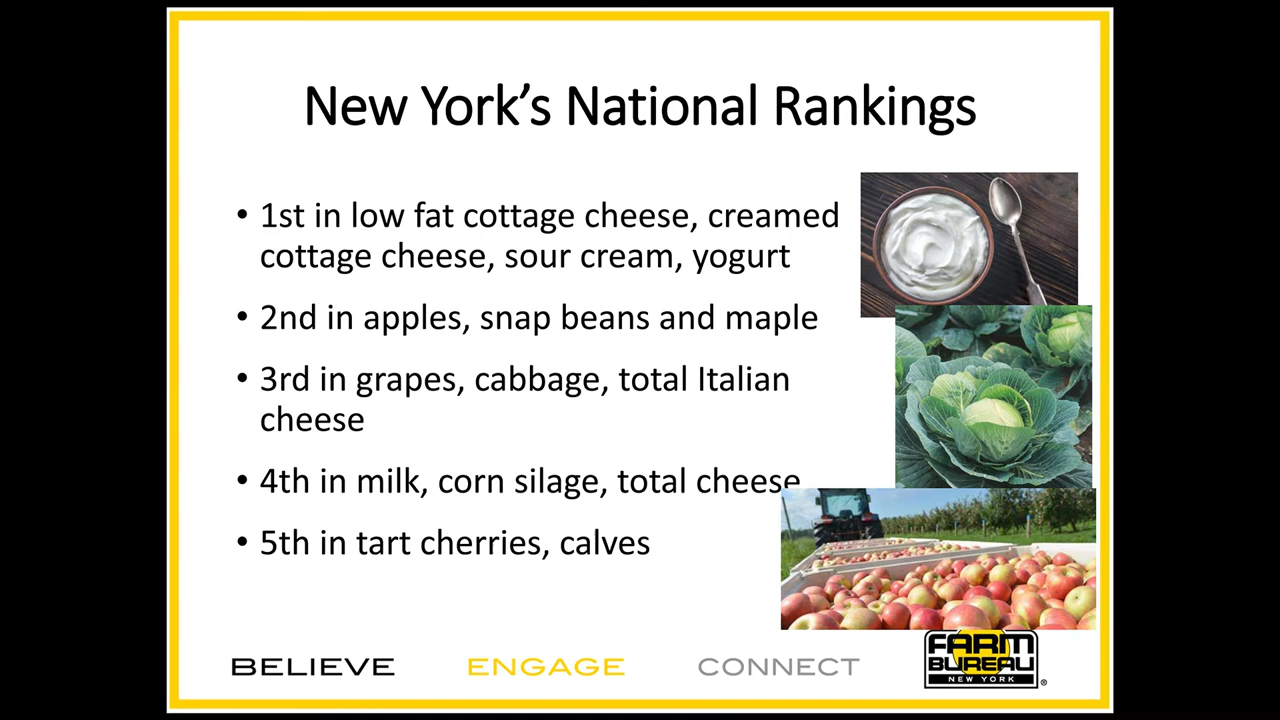 New York’s National Rankings
• 1st in low fat cottage cheese, creamed
cottage cheese, sour cream, yogurt
• 2nd in apples, snap beans and maple
• 3rd in grapes, cabbage, total Italian
cheese
• 4th in milk, corn silage, total cheese
• 5th in tart cherries, calves
BELIEVE ENGAGE CONNECT
FARM
BUREAU
NEW YORK ®